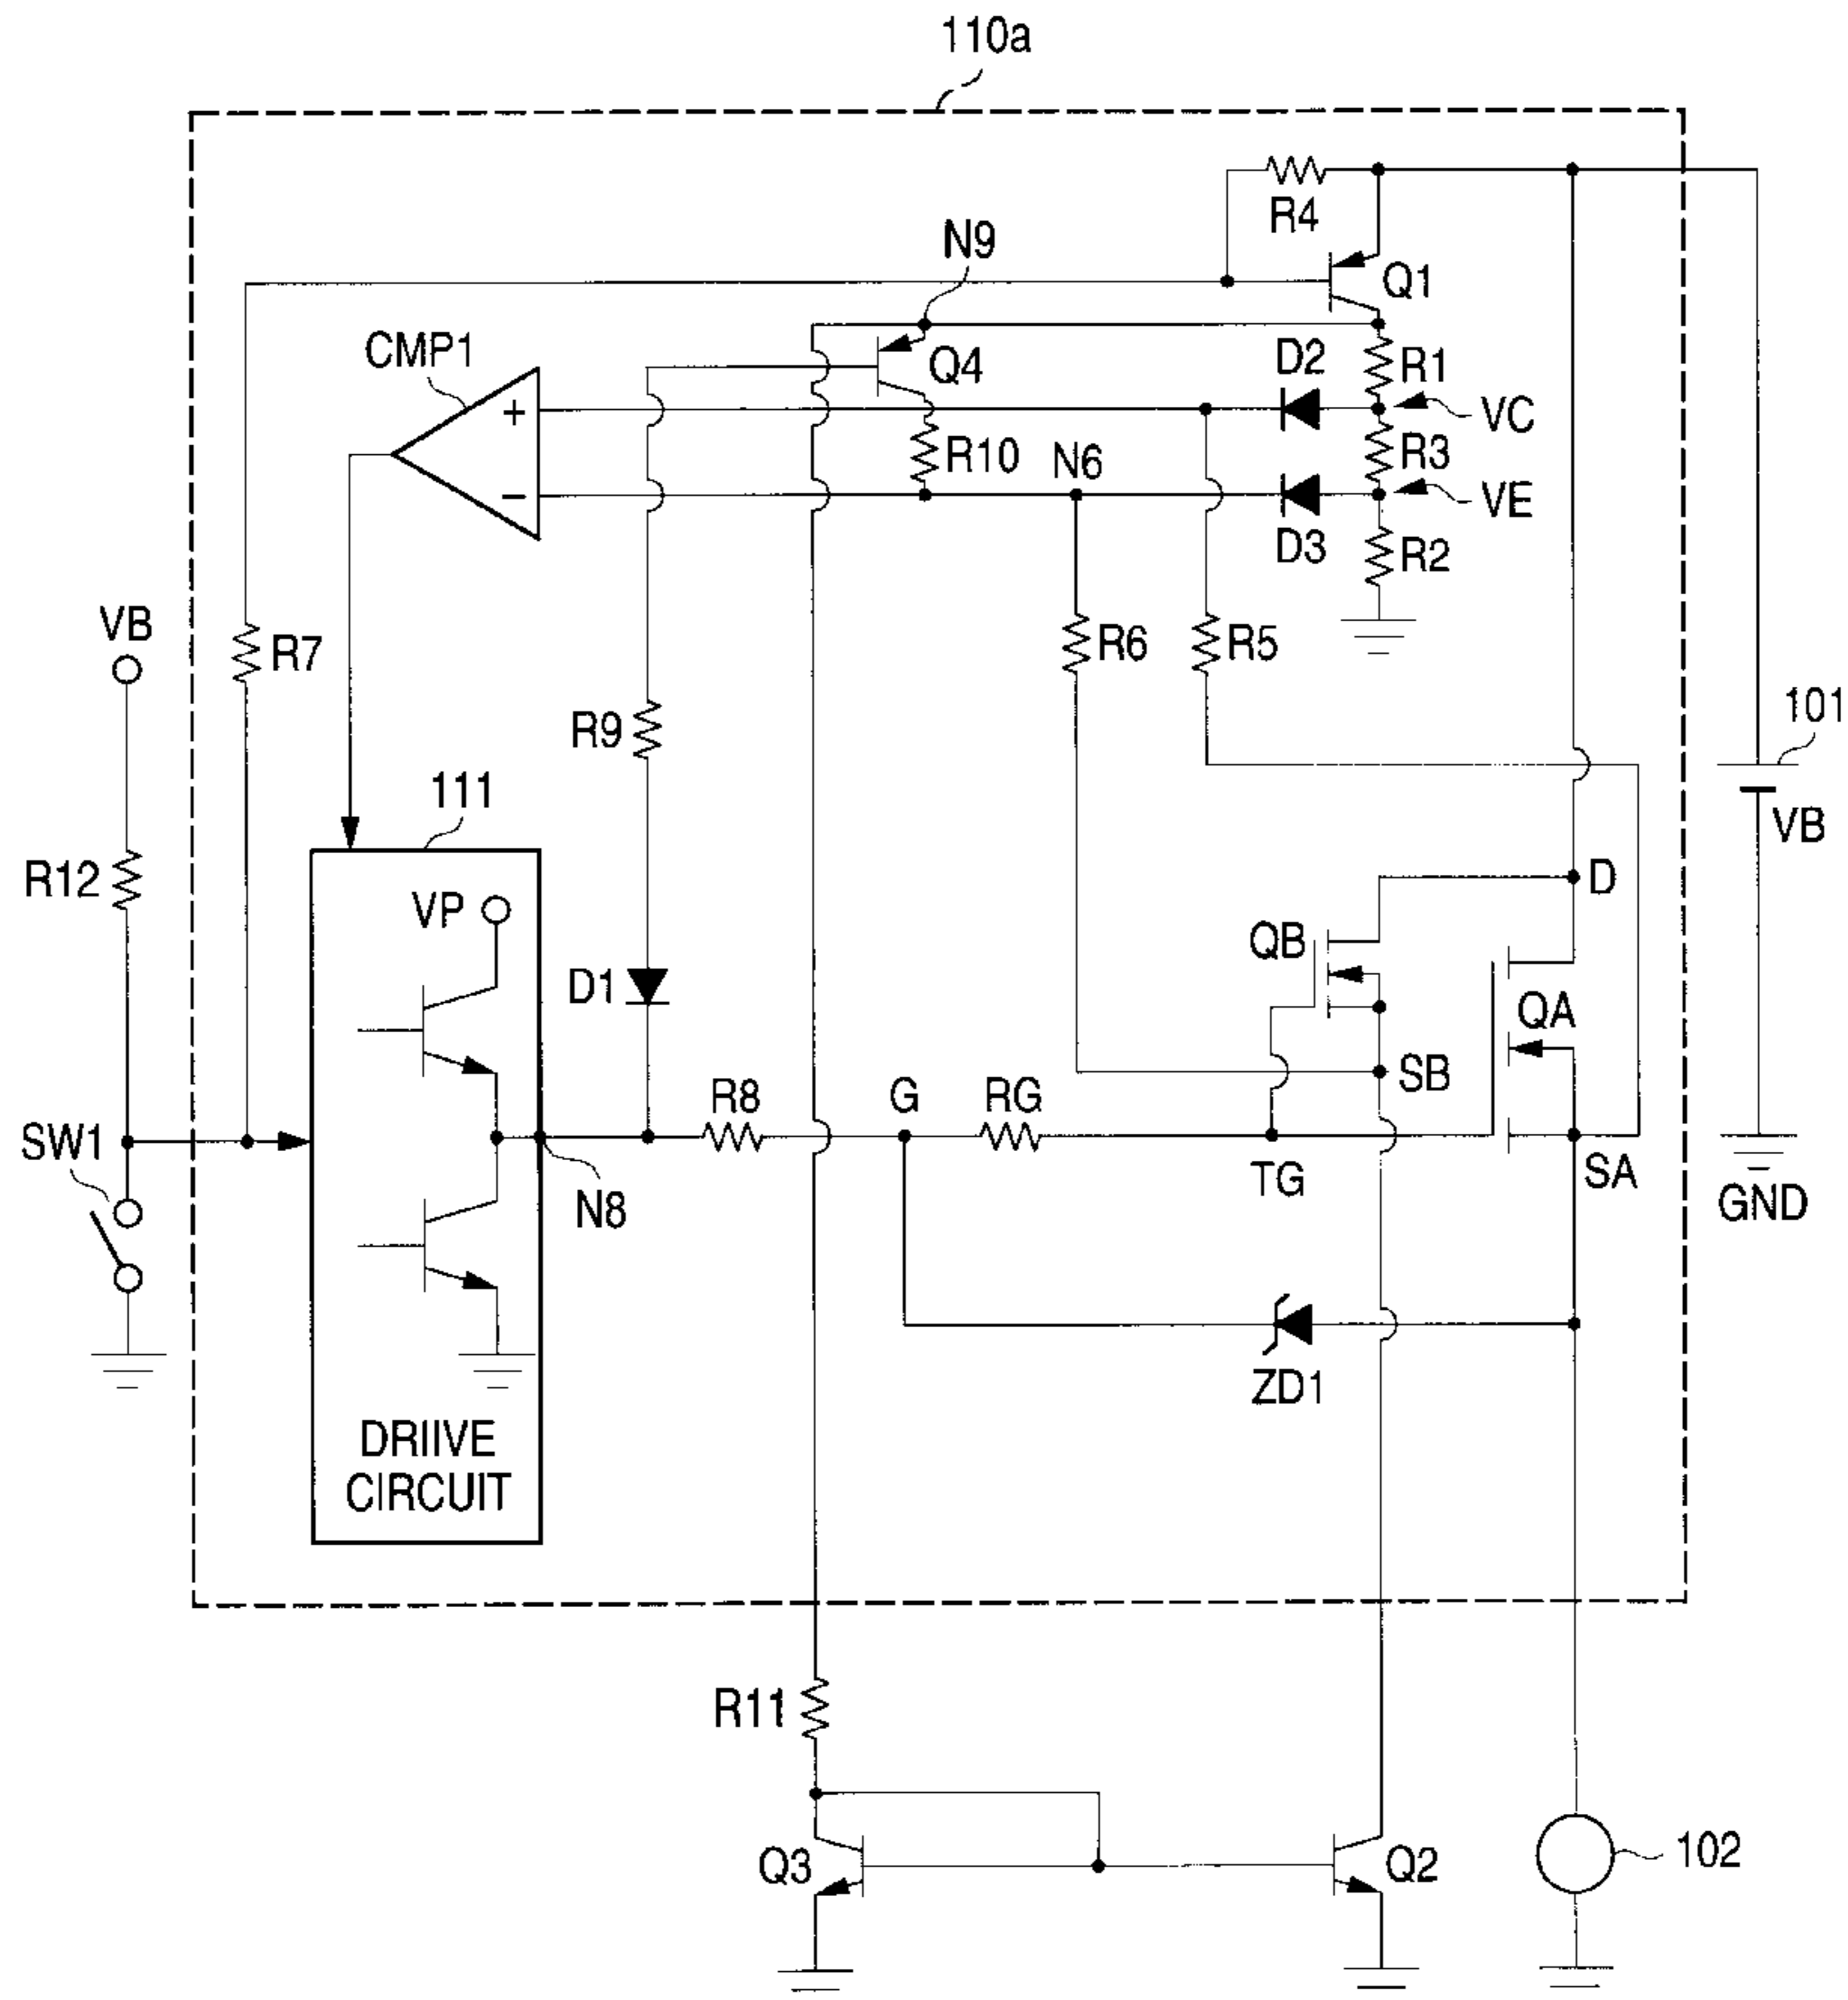 110a
R4
N9
Q1
CMP1
Q4
D2
R1
+
VC
R10
N6
R3
−
VE
D3
R2
VB
R7
R6
R5
R9
101
111
VB
R12
VP
D
QB
D1
QA
R8
G
RG
SB
SW1
TG
SA
N8
GND
ZD1
DRIIVE
CIRCUIT
R11
Q3
Q2
102